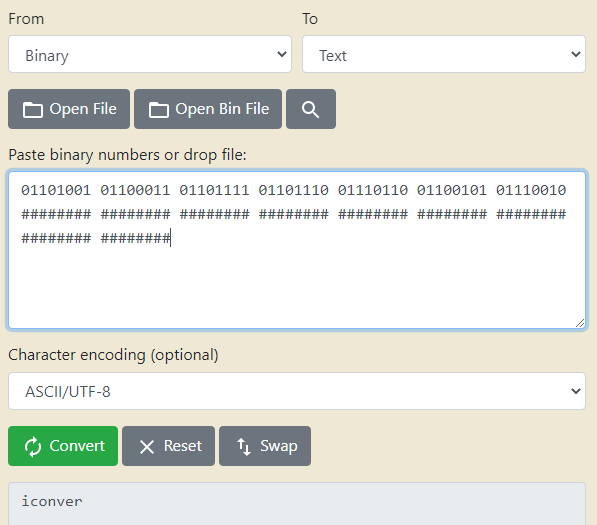 From To
Binary Text
Open File Open Bin File
Paste binary numbers or drop file:
01101001 01100011 01101111 01101110 01110110 01100101 01110010
######## ######## ######## ######## ######## ######## ########
######## ########
Character encoding (optional)
ASCII/UTF-8
Convert Reset Swap
iconver